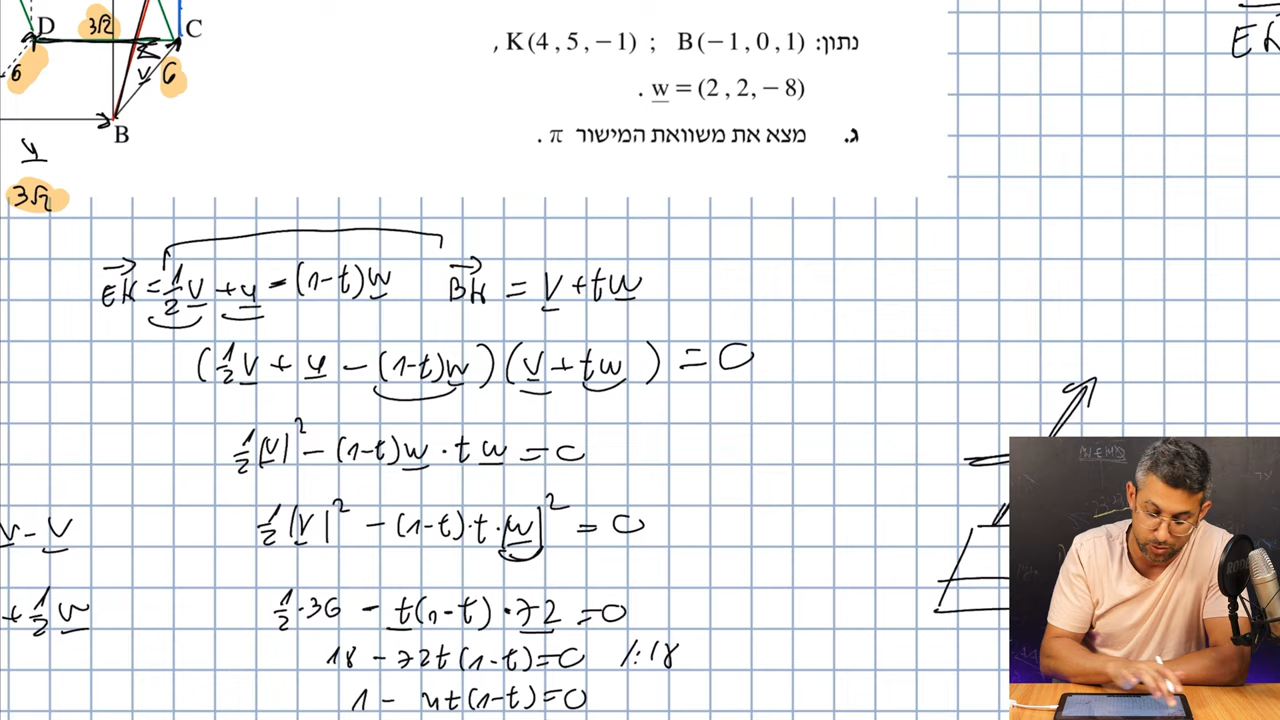 D 3√2 C
6 v 6
B
u
3√2
נתון: K(4, 5, −1) ; B(−1, 0, 1) ,
w = (2, 2, −8) .
ג. מצא את משוואת המישור π .
EK = ½v + u − (1−t)w BK = v + tw
(½v + u − (1−t)w)(v + tw) = 0
½|v|² − (1−t)w · tw = 0
½|v|² − (1−t)·t·|w|² = 0
v − v
½·36 − t(1−t)·72 = 0
+ ½v
18 − 72t(1−t) = 0 /:18
1 − 4t(1−t) = 0